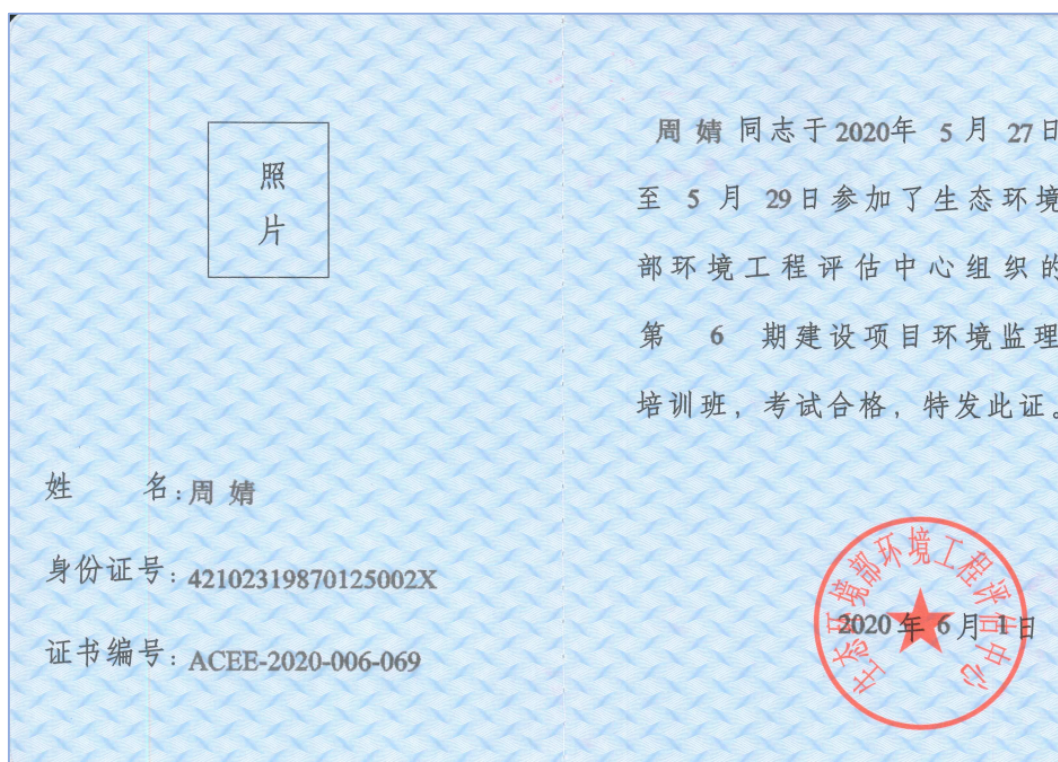 照
片
姓 名:周 婧
身份证号:42102319870125002X
证书编号:ACEE-2020-006-069
周 婧 同志于 2020年 5 月 27日
至 5 月 29日参加了生态环境
部环境工程评估中心组织的
第 6 期建设项目环境监理
培训班，考试合格，特发此证。
生态环境部环境工程评估中心
2020 年 6 月 1 日